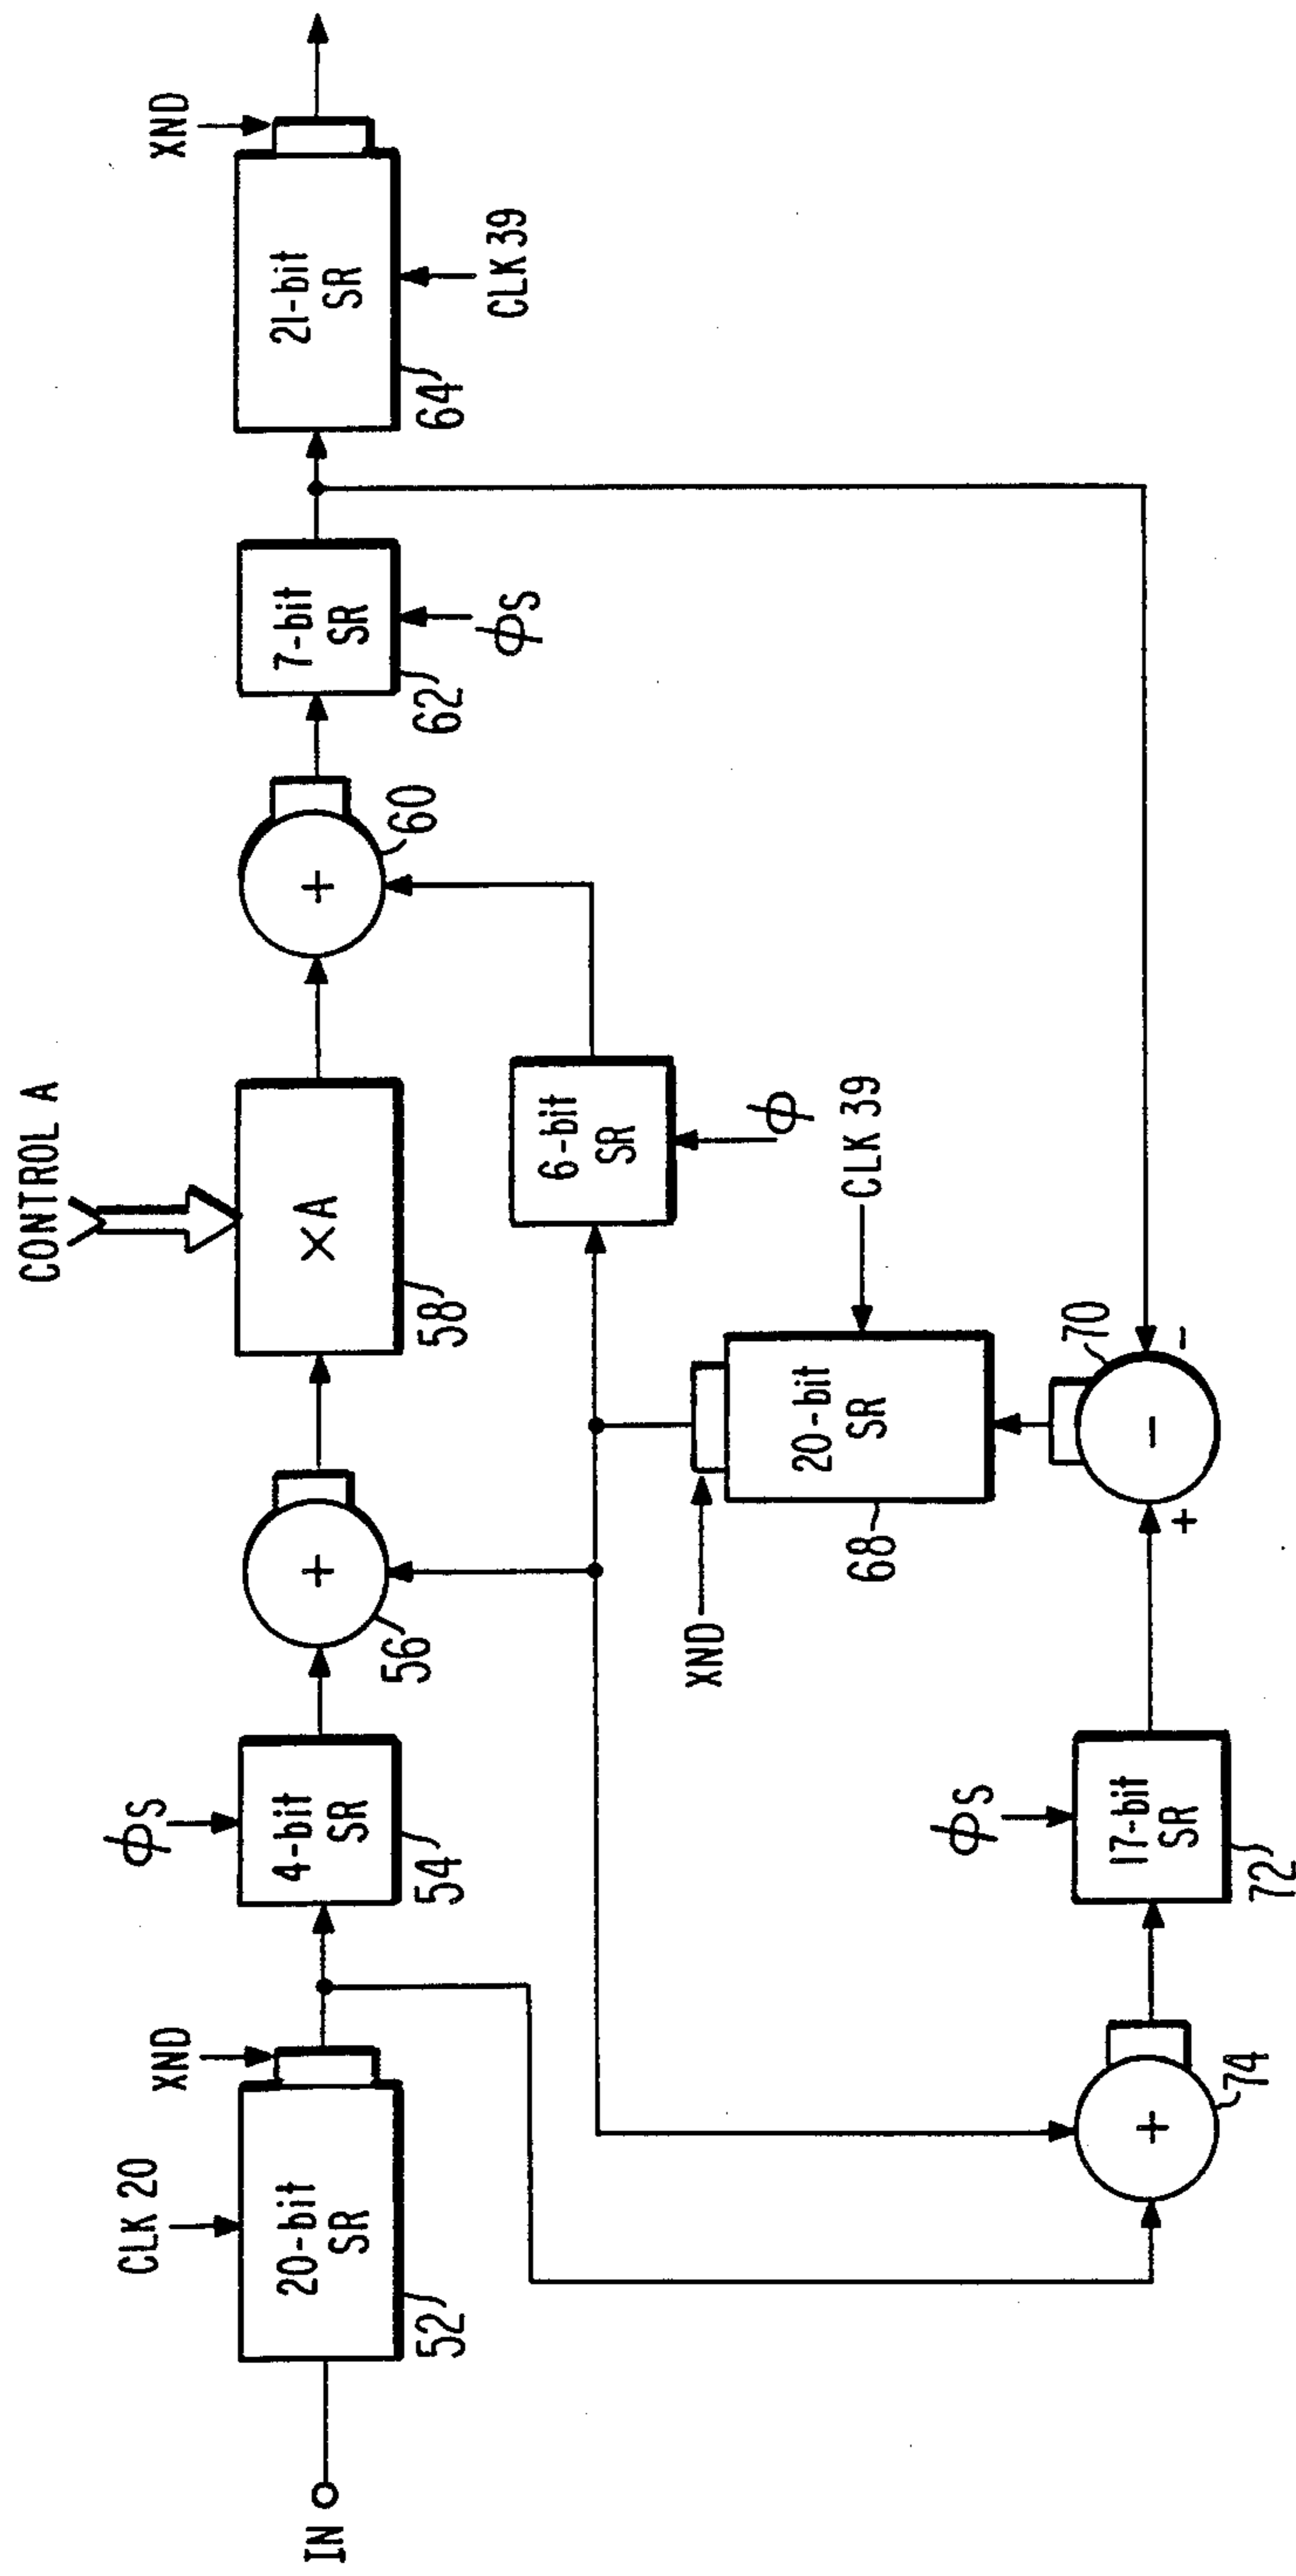 CONTROL A
CLK 20
XND
φS
XND
IN
20-bit
SR
52
4-bit
SR
54
+
56
XA
58
+
60
7-bit
SR
62
φS
21-bit
SR
64
CLK 39
6-bit
SR
φ
XND
20-bit
SR
68
CLK 39
φS
+
74
17-bit
SR
72
+
-
70
-